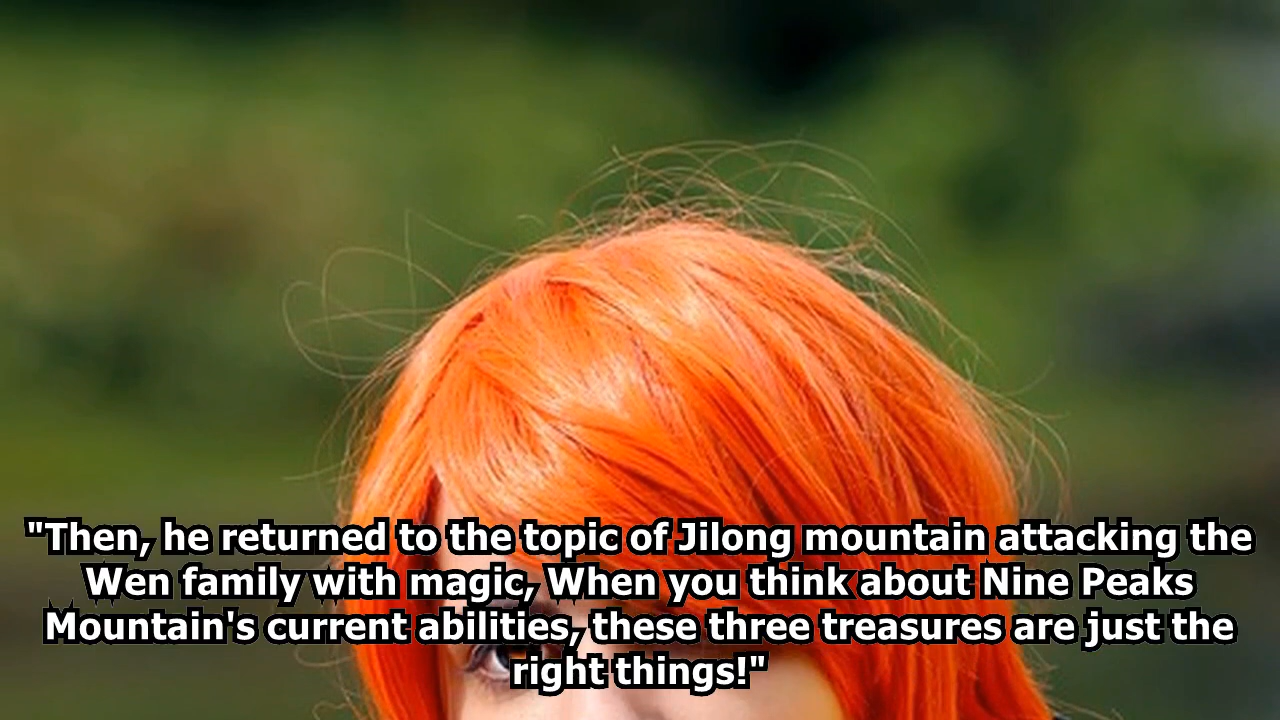 "Then, he returned to the topic of Jilong mountain attacking the
Wen family with magic, When you think about Nine Peaks
Mountain's current abilities, these three treasures are just the
right things!"